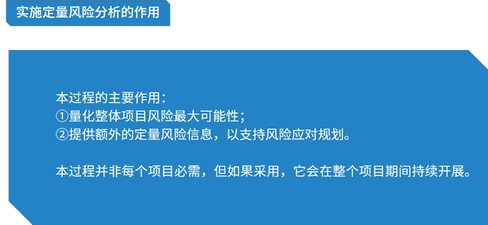 实施定量风险分析的作用
本过程的主要作用：
①量化整体项目风险最大可能性；
②提供额外的定量风险信息，以支持风险应对规划。
本过程并非每个项目必需，但如果采用，它会在整个项目期间持续开展。